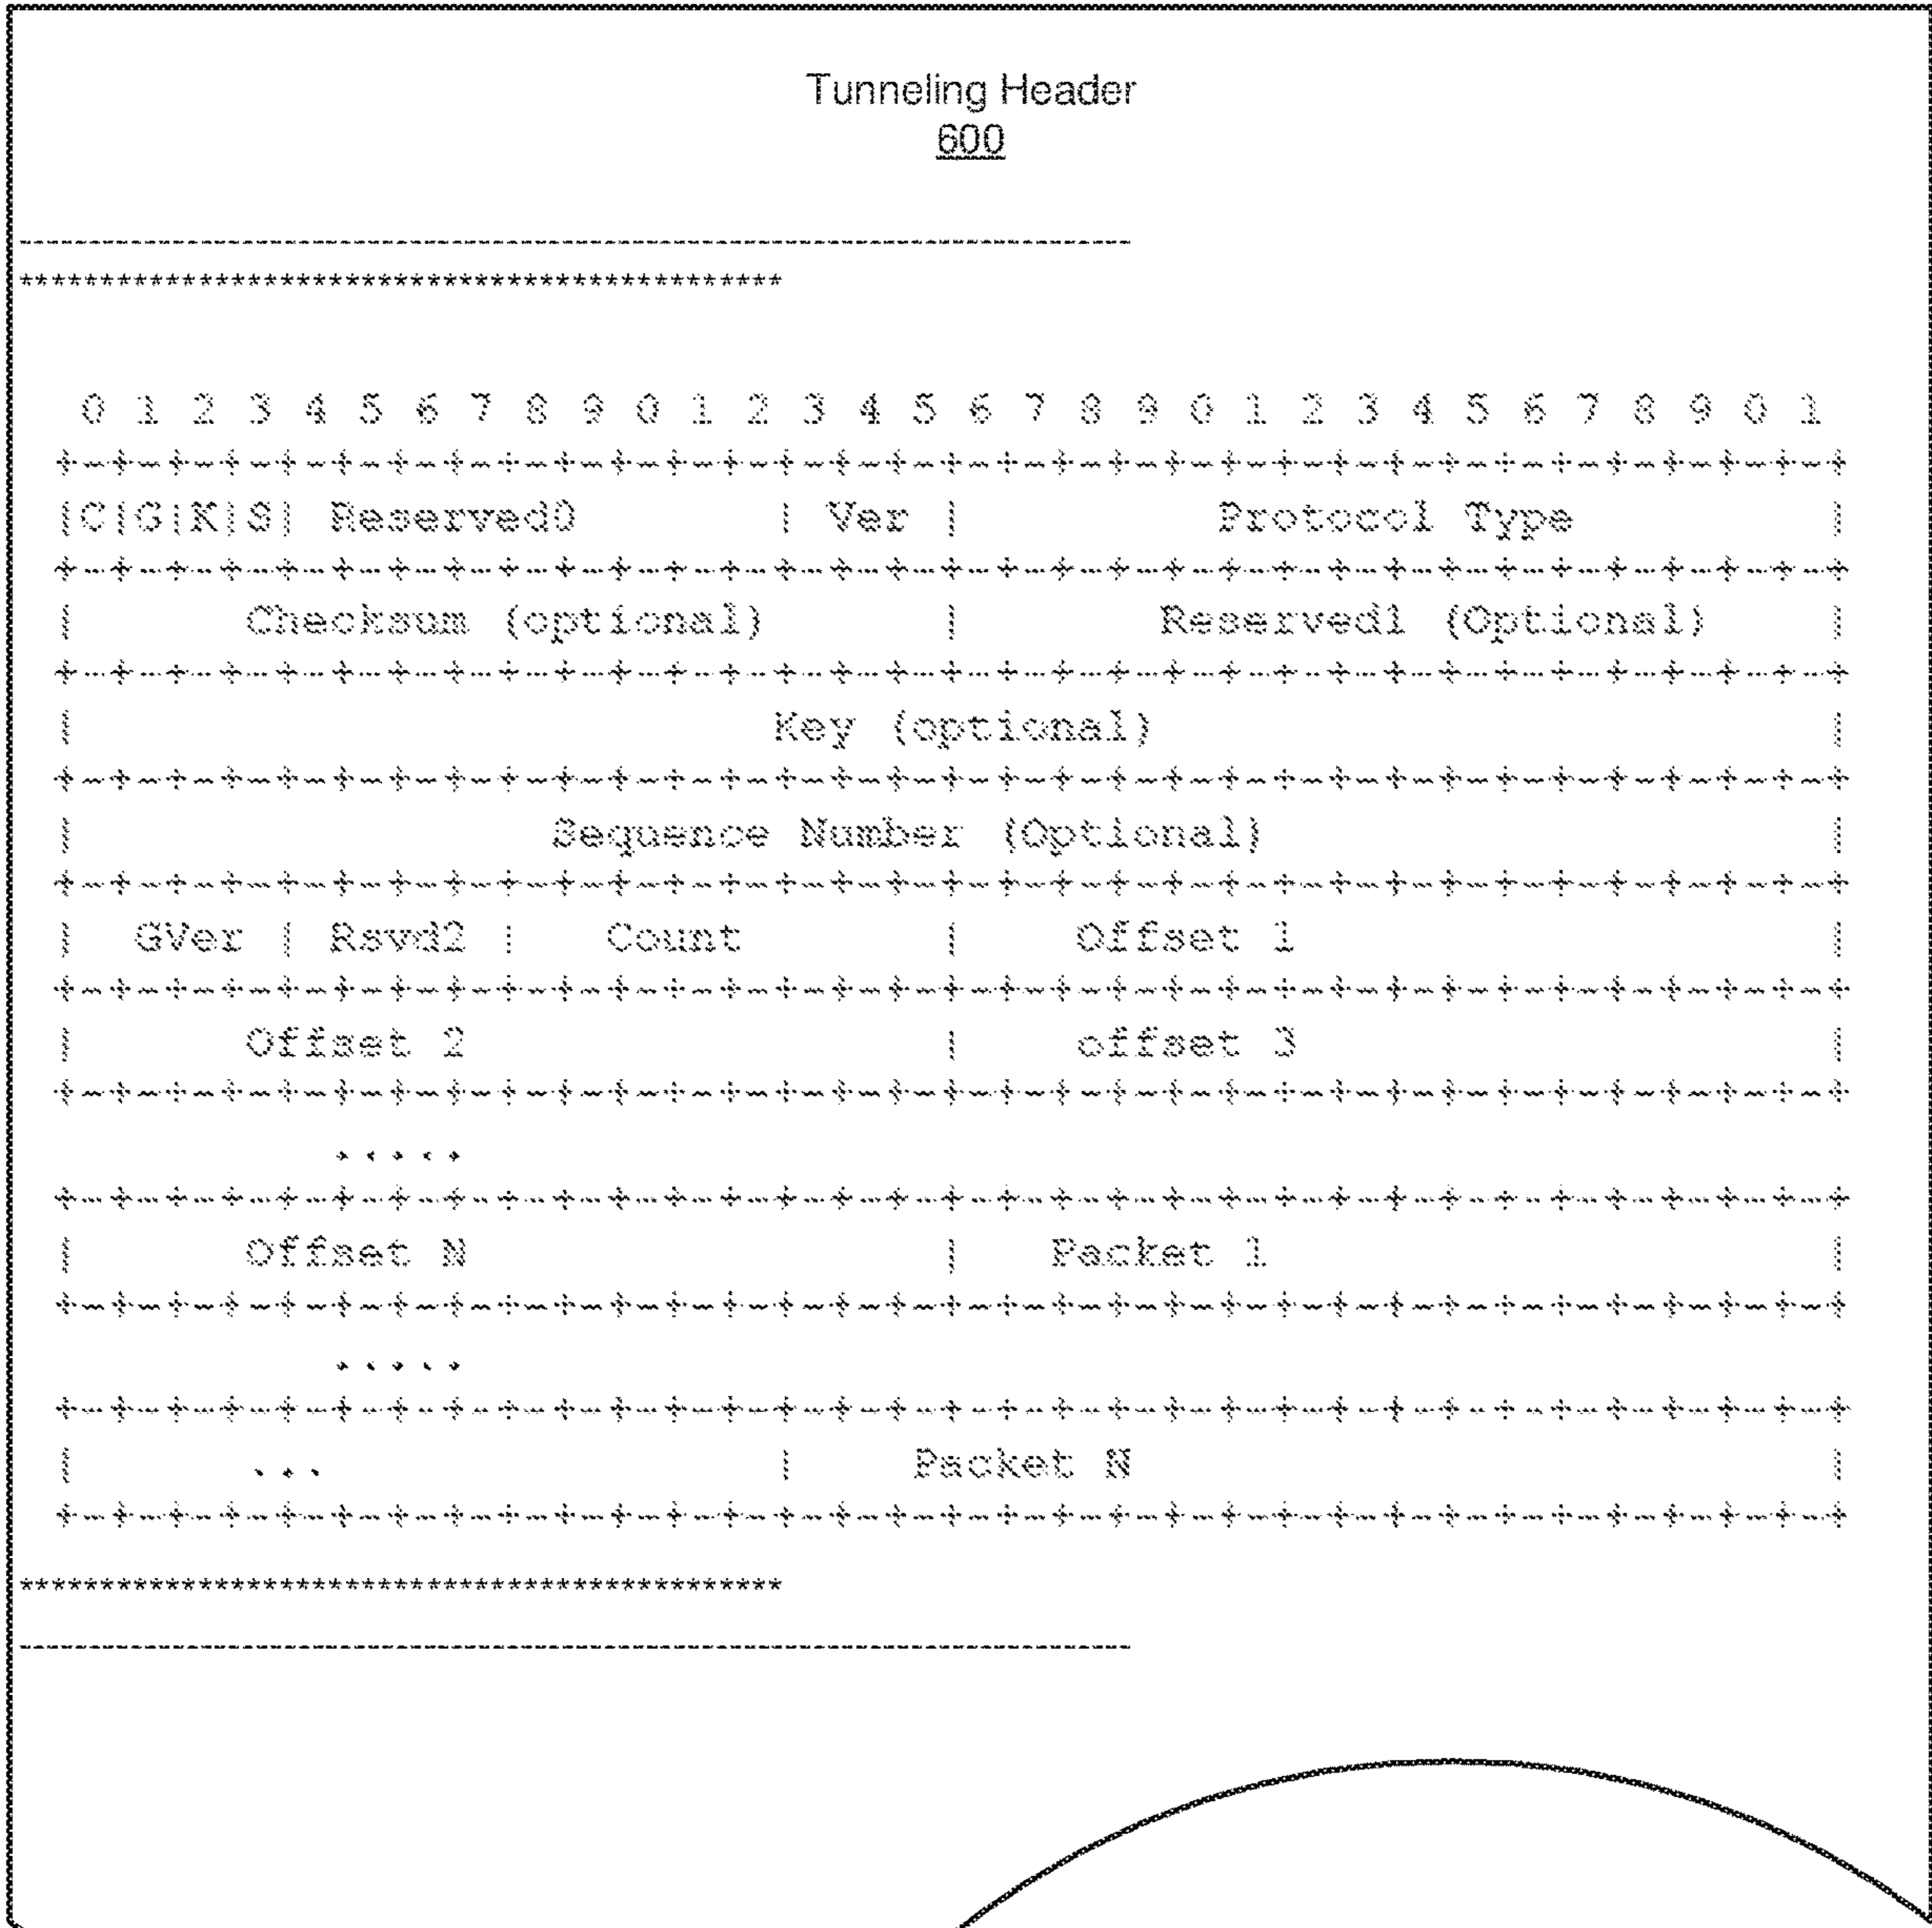 Tunneling Header
600
--------------------------------------------------------------------------------
***********************************************
0 1 2 3 4 5 6 7 8 9 0 1 2 3 4 5 6 7 8 9 0 1 2 3 4 5 6 7 8 9 0 1
+-+-+-+-+-+-+-+-+-+-+-+-+-+-+-+-+-+-+-+-+-+-+-+-+-+-+-+-+-+-+-+-+
|C|G|K|S| Reserved0       | Ver |         Protocol Type         |
+-+-+-+-+-+-+-+-+-+-+-+-+-+-+-+-+-+-+-+-+-+-+-+-+-+-+-+-+-+-+-+-+
|      Checksum (optional)      |       Reserved1 (Optional)    |
+-+-+-+-+-+-+-+-+-+-+-+-+-+-+-+-+-+-+-+-+-+-+-+-+-+-+-+-+-+-+-+-+
|                         Key (optional)                        |
+-+-+-+-+-+-+-+-+-+-+-+-+-+-+-+-+-+-+-+-+-+-+-+-+-+-+-+-+-+-+-+-+
|                 Sequence Number (Optional)                    |
+-+-+-+-+-+-+-+-+-+-+-+-+-+-+-+-+-+-+-+-+-+-+-+-+-+-+-+-+-+-+-+-+
|  GVer | Rsvd2 |   Count       |    Offset 1                   |
+-+-+-+-+-+-+-+-+-+-+-+-+-+-+-+-+-+-+-+-+-+-+-+-+-+-+-+-+-+-+-+-+
|      Offset 2                 |    offset 3                   |
+-+-+-+-+-+-+-+-+-+-+-+-+-+-+-+-+-+-+-+-+-+-+-+-+-+-+-+-+-+-+-+-+
.....
+-+-+-+-+-+-+-+-+-+-+-+-+-+-+-+-+-+-+-+-+-+-+-+-+-+-+-+-+-+-+-+-+
|      Offset N                 |   Packet 1                    |
+-+-+-+-+-+-+-+-+-+-+-+-+-+-+-+-+-+-+-+-+-+-+-+-+-+-+-+-+-+-+-+-+
.....
+-+-+-+-+-+-+-+-+-+-+-+-+-+-+-+-+-+-+-+-+-+-+-+-+-+-+-+-+-+-+-+-+
|      ...                |    Packet N                         |
+-+-+-+-+-+-+-+-+-+-+-+-+-+-+-+-+-+-+-+-+-+-+-+-+-+-+-+-+-+-+-+-+
***********************************************
--------------------------------------------------------------------------------